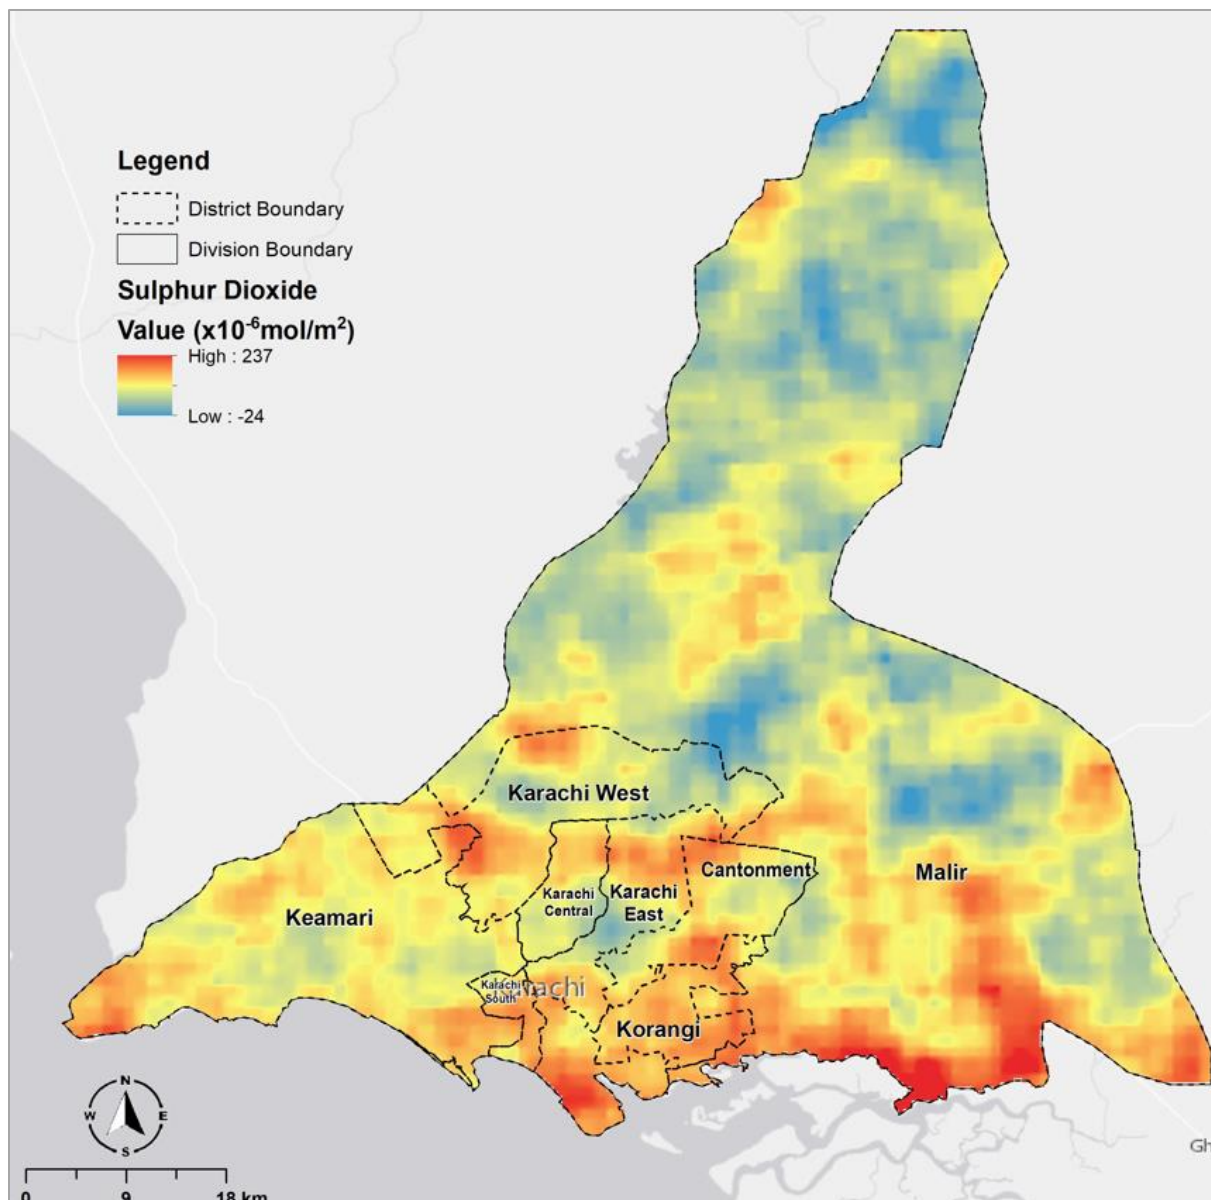 Legend
District Boundary
Division Boundary
Sulphur Dioxide
Value (x10⁻⁶mol/m²)
High : 237
Low : -24
Karachi West
Cantonment
Malir
Karachi
Central
Karachi
East
Keamari
Karachi
South
Karachi
Korangi
N
W
E
S
Gh
0
9
18 km